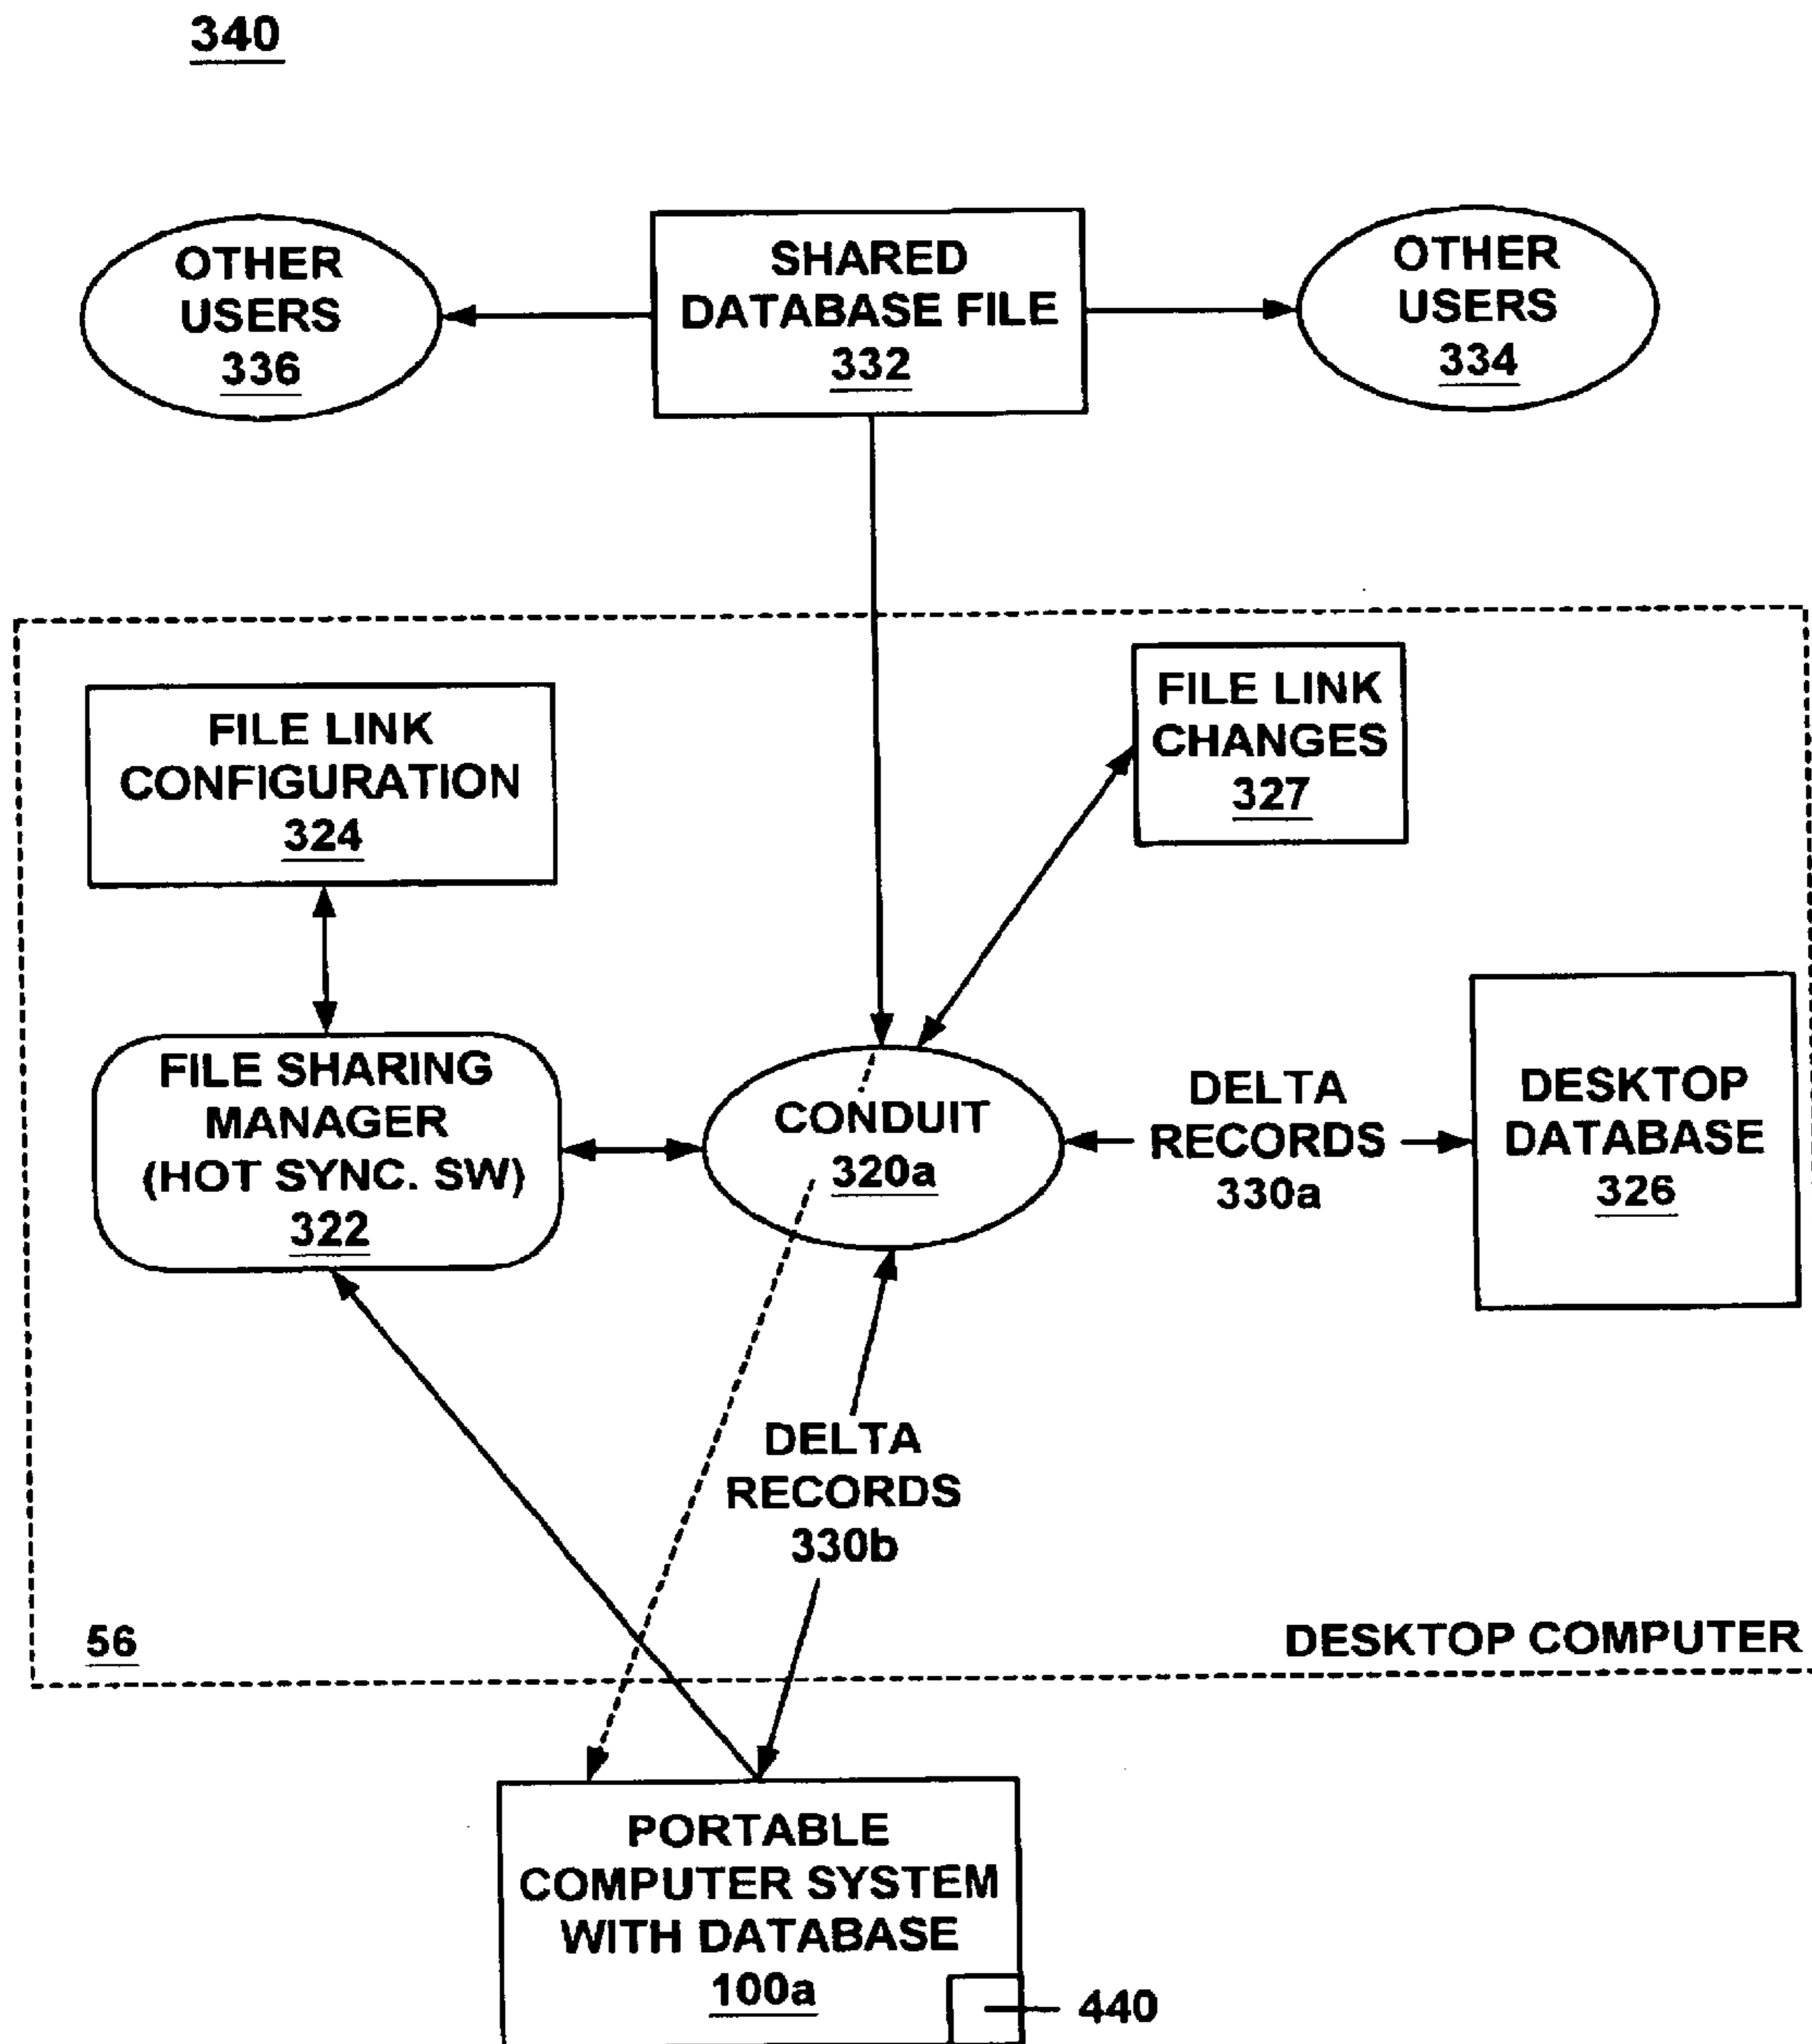 340
OTHER
USERS
336
SHARED
DATABASE FILE
332
OTHER
USERS
334
FILE LINK
CONFIGURATION
324
FILE LINK
CHANGES
327
FILE SHARING
MANAGER
(HOT SYNC. SW)
322
CONDUIT
320a
DELTA
RECORDS
330a
DESKTOP
DATABASE
326
DELTA
RECORDS
330b
56
DESKTOP COMPUTER
PORTABLE
COMPUTER SYSTEM
WITH DATABASE
100a
440